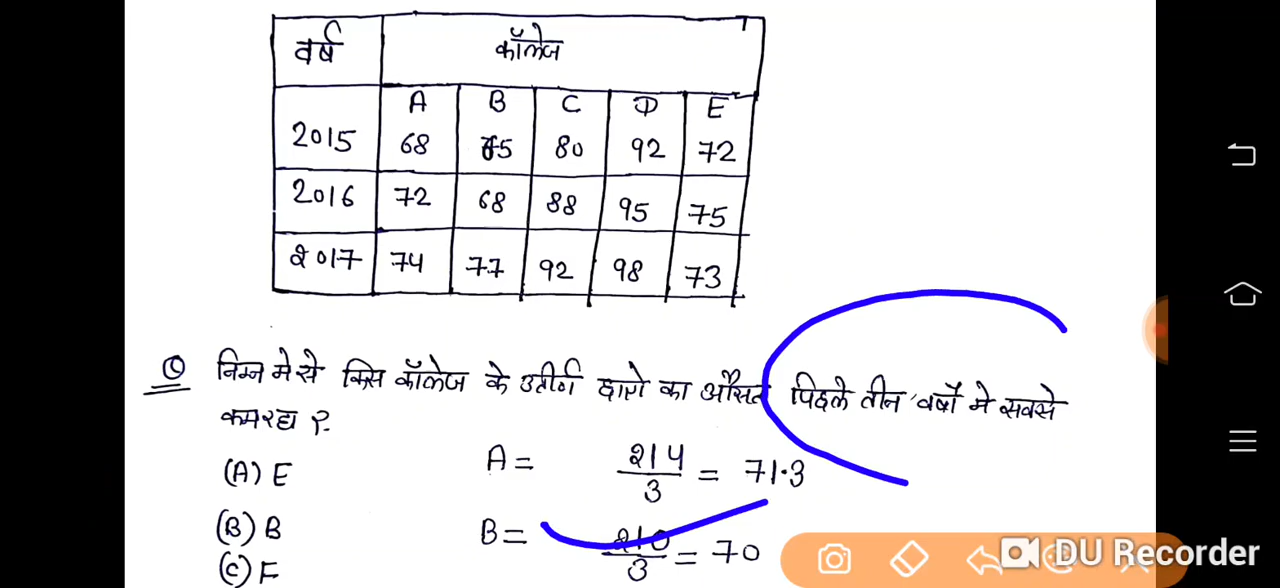 वर्ष कॉलेज
A B C D E
2015 68 65 80 92 72
2016 72 68 88 95 75
2017 74 77 92 98 73
Q निम्न मे से किस कॉलेज के उतीर्ण छात्रो का औसत पिछले तीन वर्षों मे सबसे
कम रहा ?
(A) E A = 214/3 = 71.3
(B) B B = 210/3 = 70
(C) F
DU Recorder